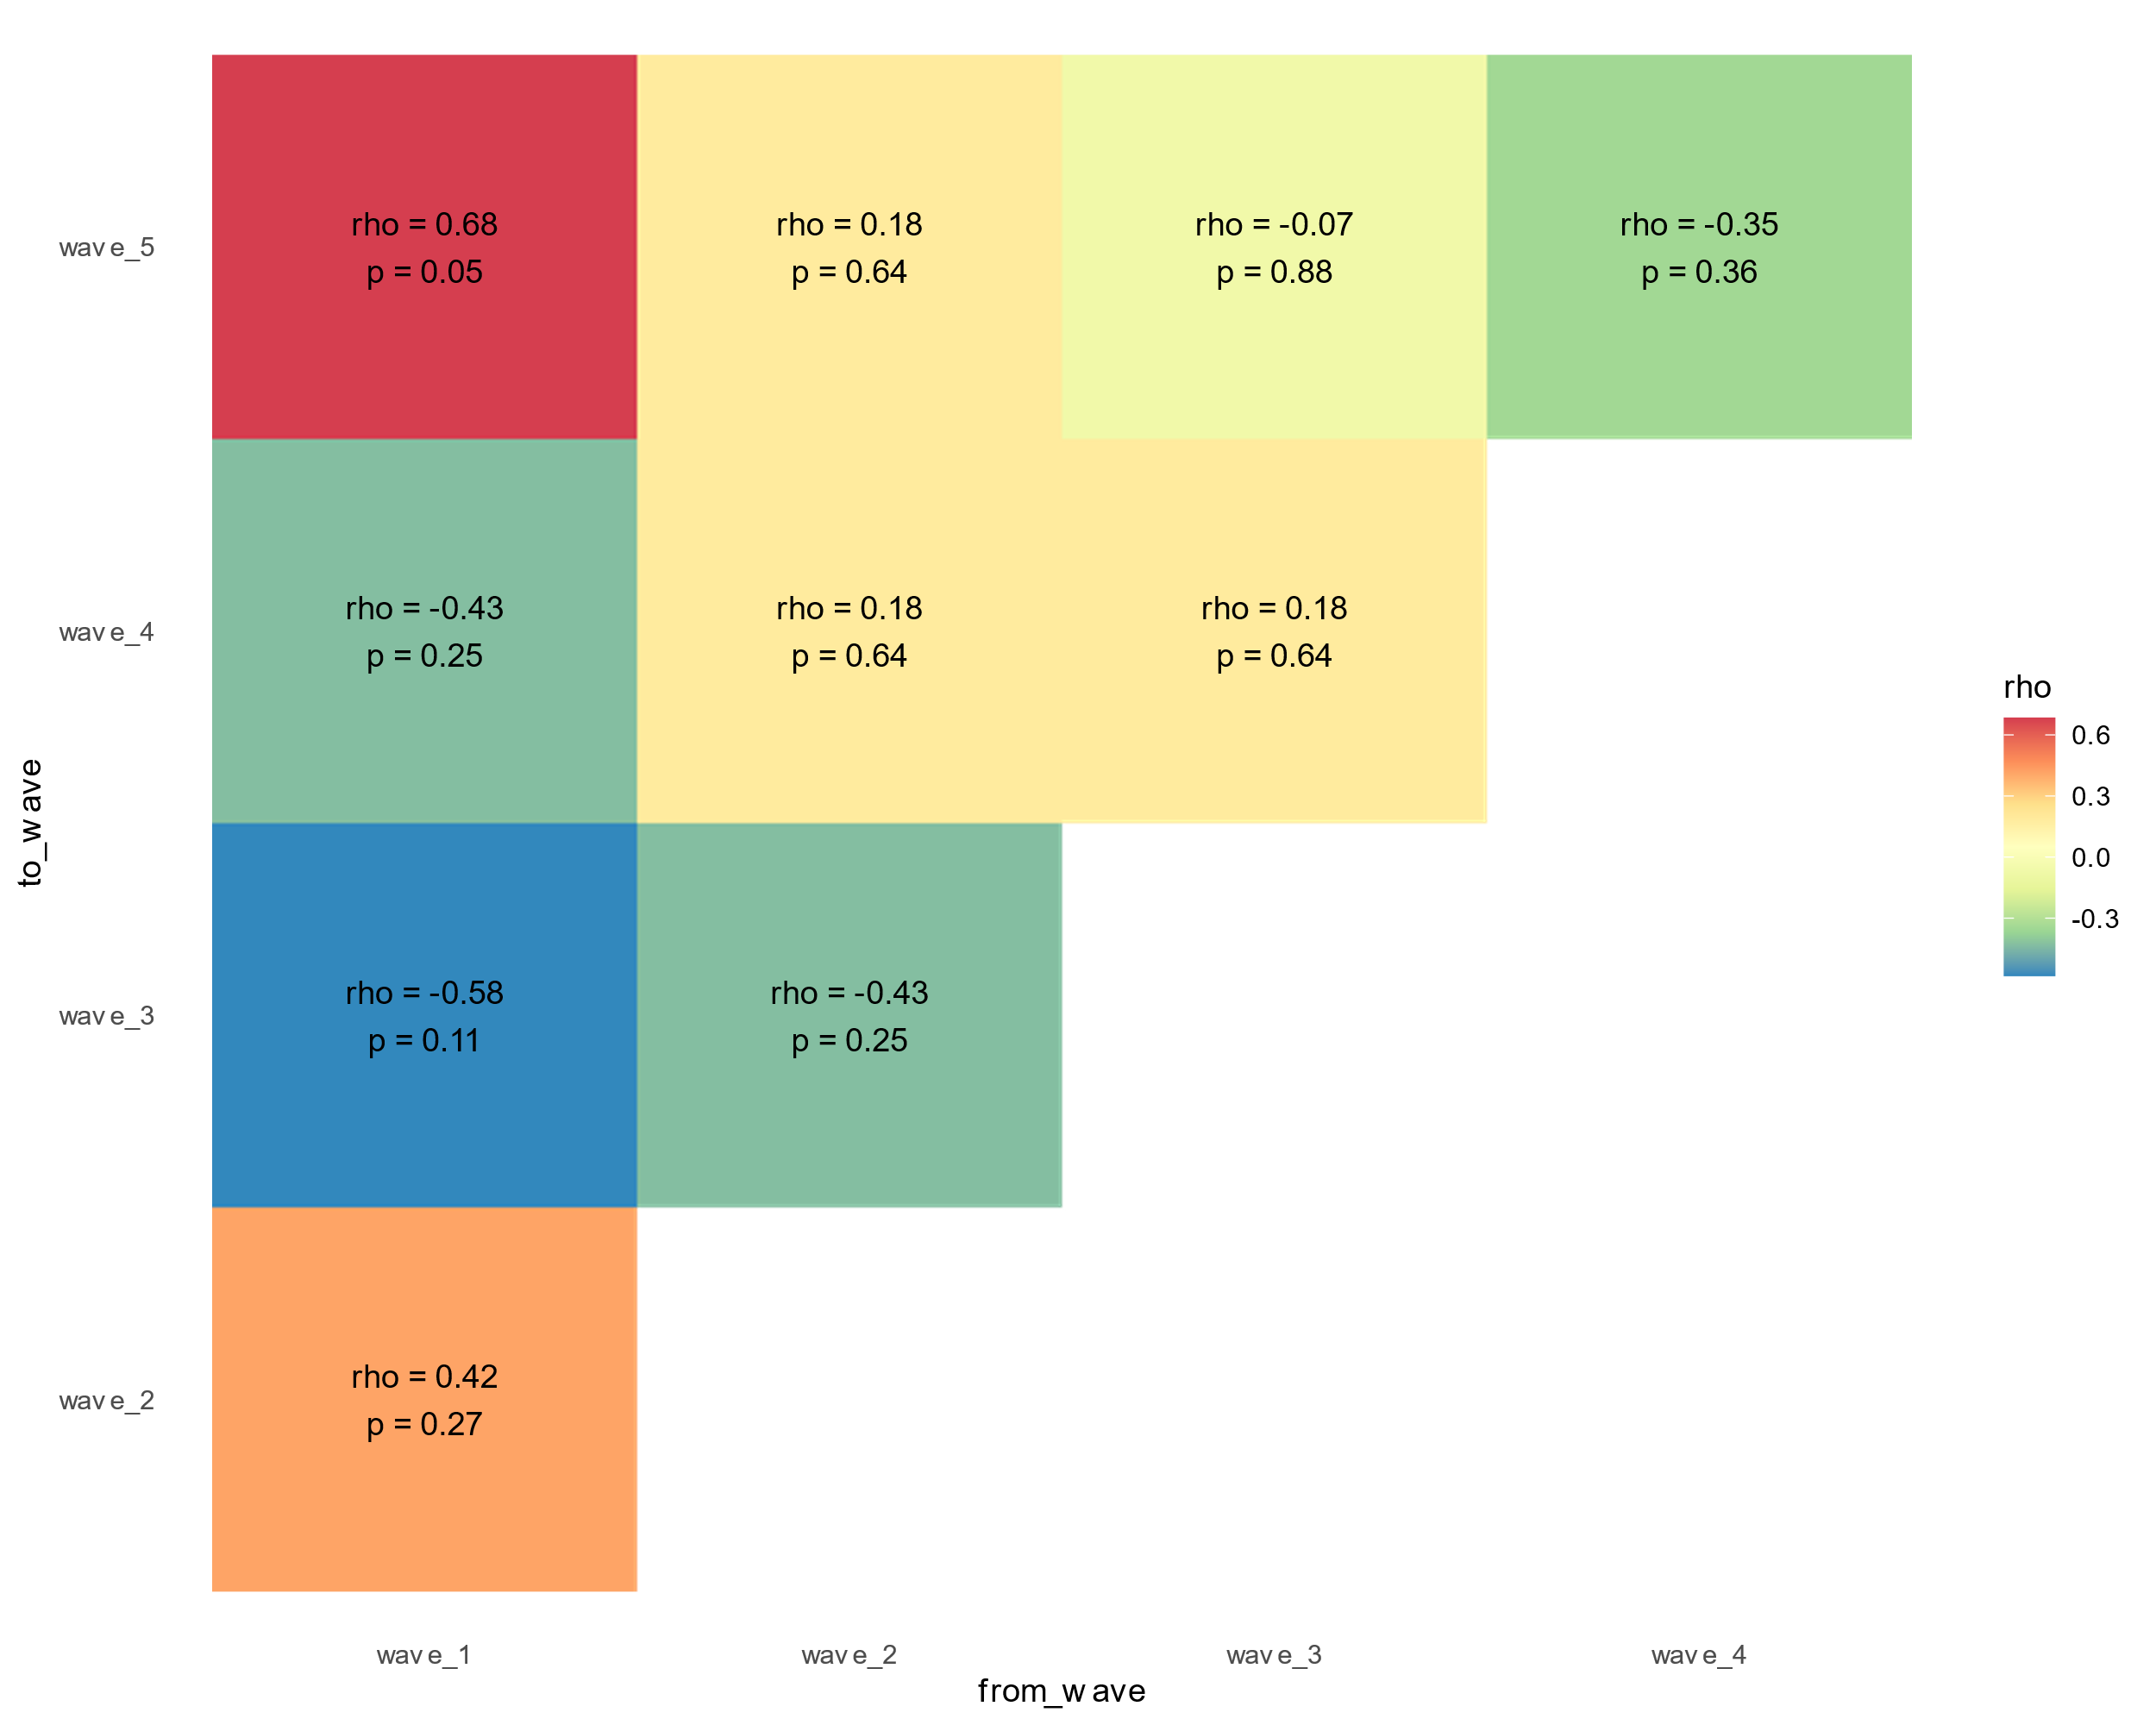 rho = 0.68
p = 0.05
rho = 0.18
p = 0.64
rho = -0.07
p = 0.88
rho = -0.35
p = 0.36
wave_5
rho = -0.43
p = 0.25
rho = 0.18
p = 0.64
rho = 0.18
p = 0.64
wave_4
rho = -0.58
p = 0.11
rho = -0.43
p = 0.25
wave_3
rho = 0.42
p = 0.27
wave_2
to_wave
wave_1
wave_2
wave_3
wave_4
from_wave
rho
0.6
0.3
0.0
-0.3